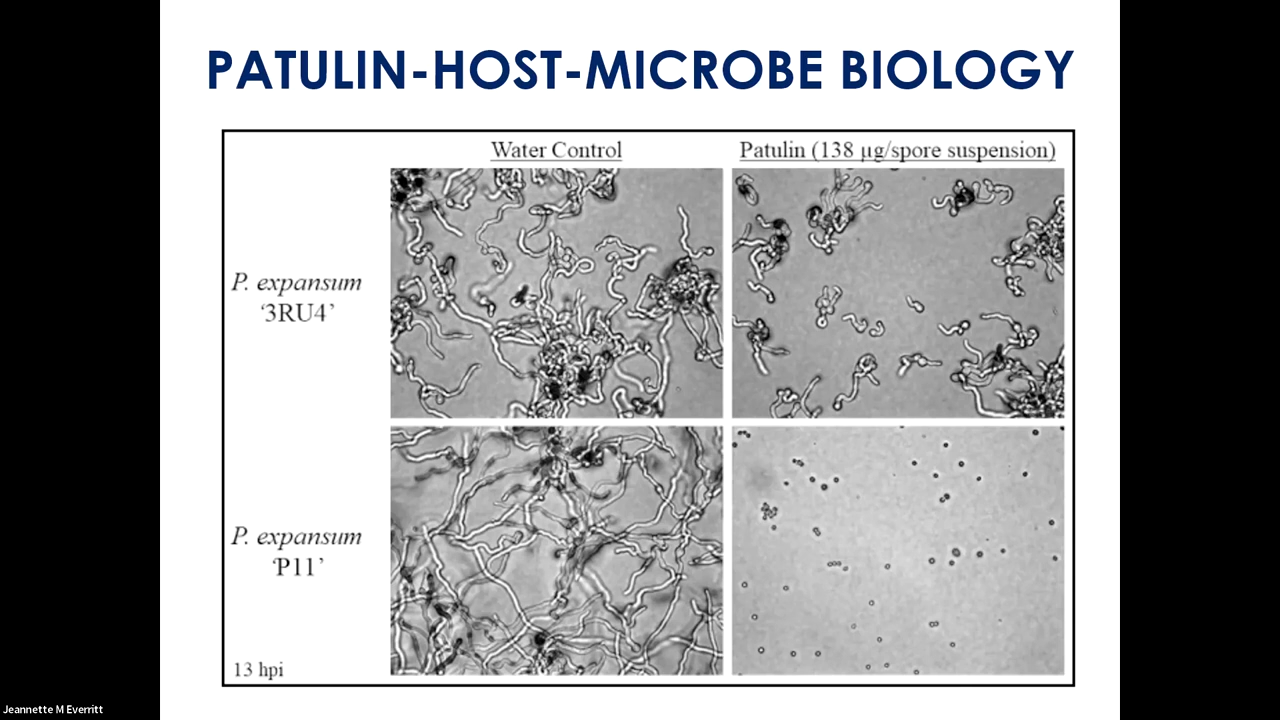 PATULIN-HOST-MICROBE BIOLOGY
Water Control
Patulin (138 µg/spore suspension)
P. expansum
‘3RU4’
P. expansum
‘P11’
13 hpi
Jeannette M Everritt